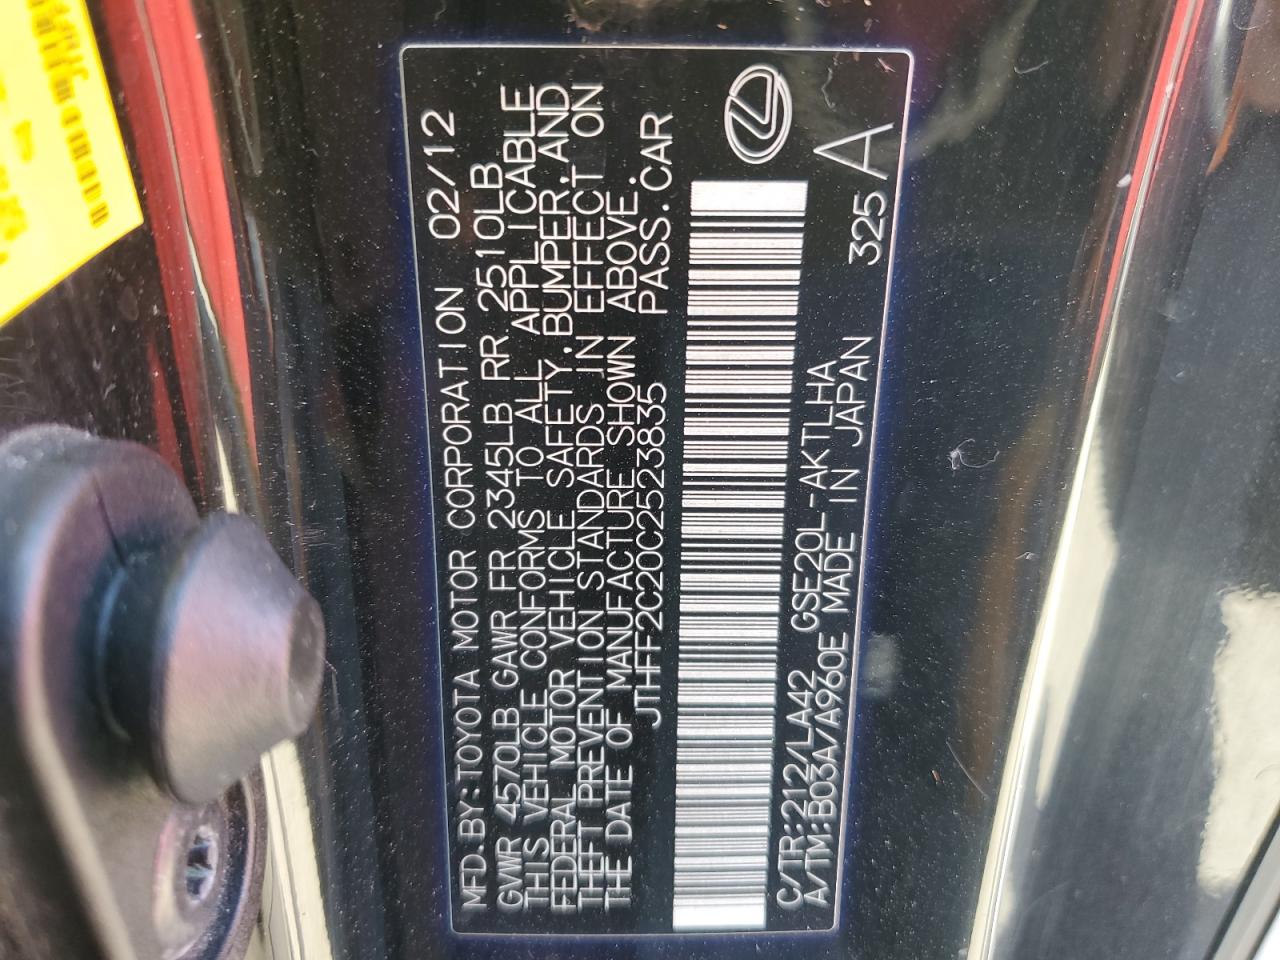 MFD.BY:TOYOTA MOTOR CORPORATION 02/12
GVWR 4570LB GAWR FR 2345LB RR 2510LB
THIS VEHICLE CONFORMS TO ALL APPLICABLE
FEDERAL MOTOR VEHICLE SAFETY,BUMPER,AND
THEFT PREVENTION STANDARDS IN EFFECT ON
THE DATE OF MANUFACTURE SHOWN ABOVE.
JTHFF2C20C2523835 PASS.CAR
C/TR:212/LA42 GSE20L-AKTLHA
A/TM:B03A/A960E MADE IN JAPAN 325 A